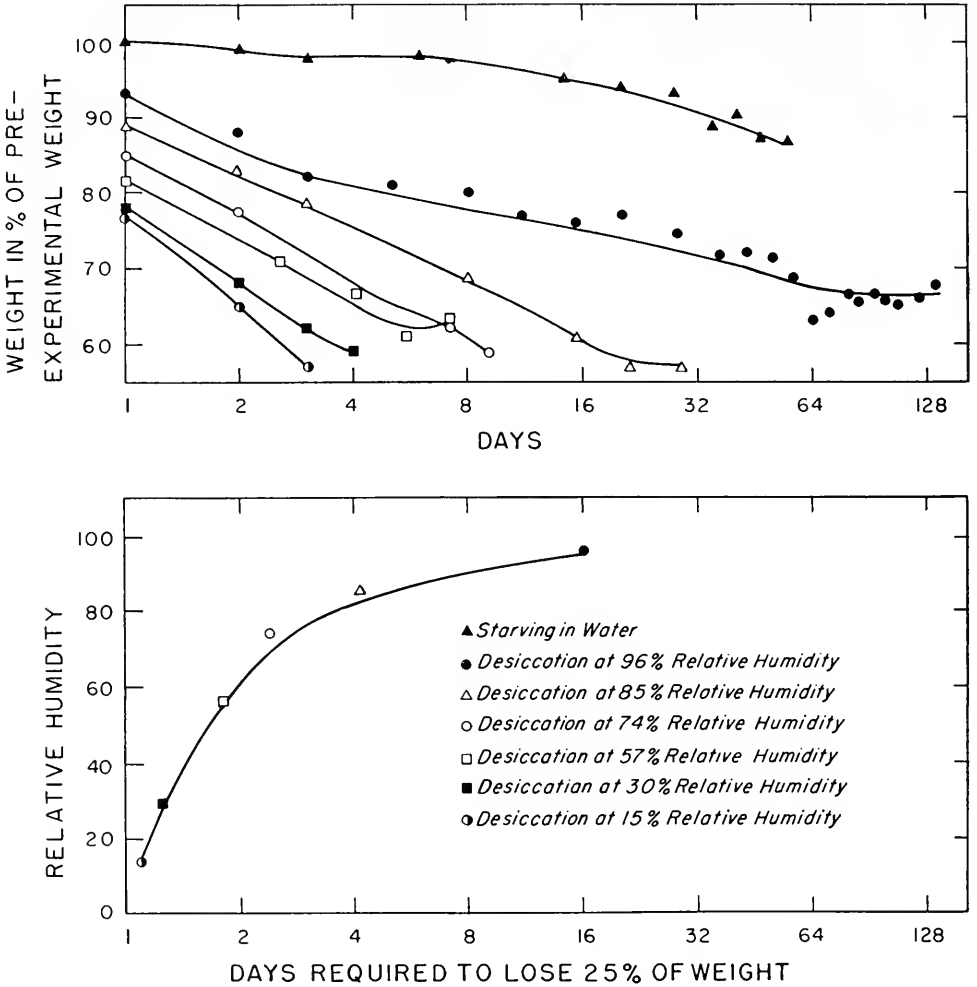 WEIGHT IN % OF PRE-
EXPERIMENTAL WEIGHT
100
90
80
70
60
1 2 4 8 16 32 64 128
DAYS
RELATIVE HUMIDITY
100
80
60
40
20
0
Starving in Water
Desiccation at 96% Relative Humidity
Desiccation at 85% Relative Humidity
Desiccation at 74% Relative Humidity
Desiccation at 57% Relative Humidity
Desiccation at 30% Relative Humidity
Desiccation at 15% Relative Humidity
1 2 4 8 16 32 64 128
DAYS REQUIRED TO LOSE 25% OF WEIGHT